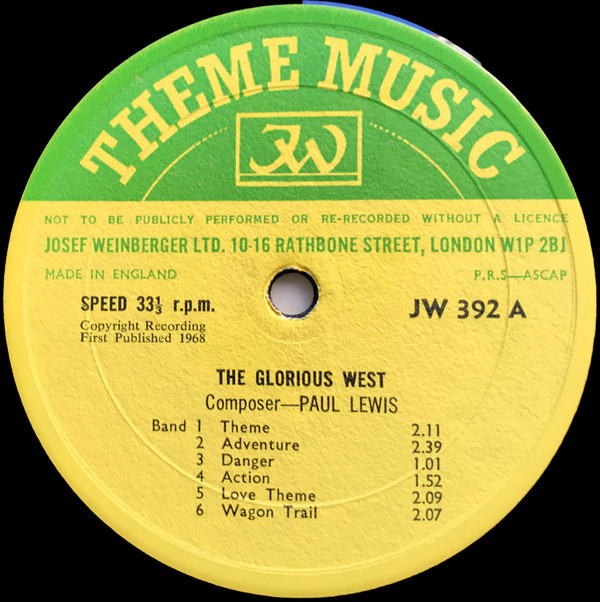 THEME MUSIC
JW
NOT TO BE PUBLICLY PERFORMED OR RE-RECORDED WITHOUT A LICENCE
JOSEF WEINBERGER LTD. 10-16 RATHBONE STREET, LONDON W1P 2BJ
MADE IN ENGLAND P.R.S—ASCAP
SPEED 33⅓ r.p.m. JW 392 A
Copyright Recording
First Published 1968
THE GLORIOUS WEST
Composer—PAUL LEWIS
Band 1 Theme 2.11
2 Adventure 2.39
3 Danger 1.01
4 Action 1.52
5 Love Theme 2.09
6 Wagon Trail 2.07